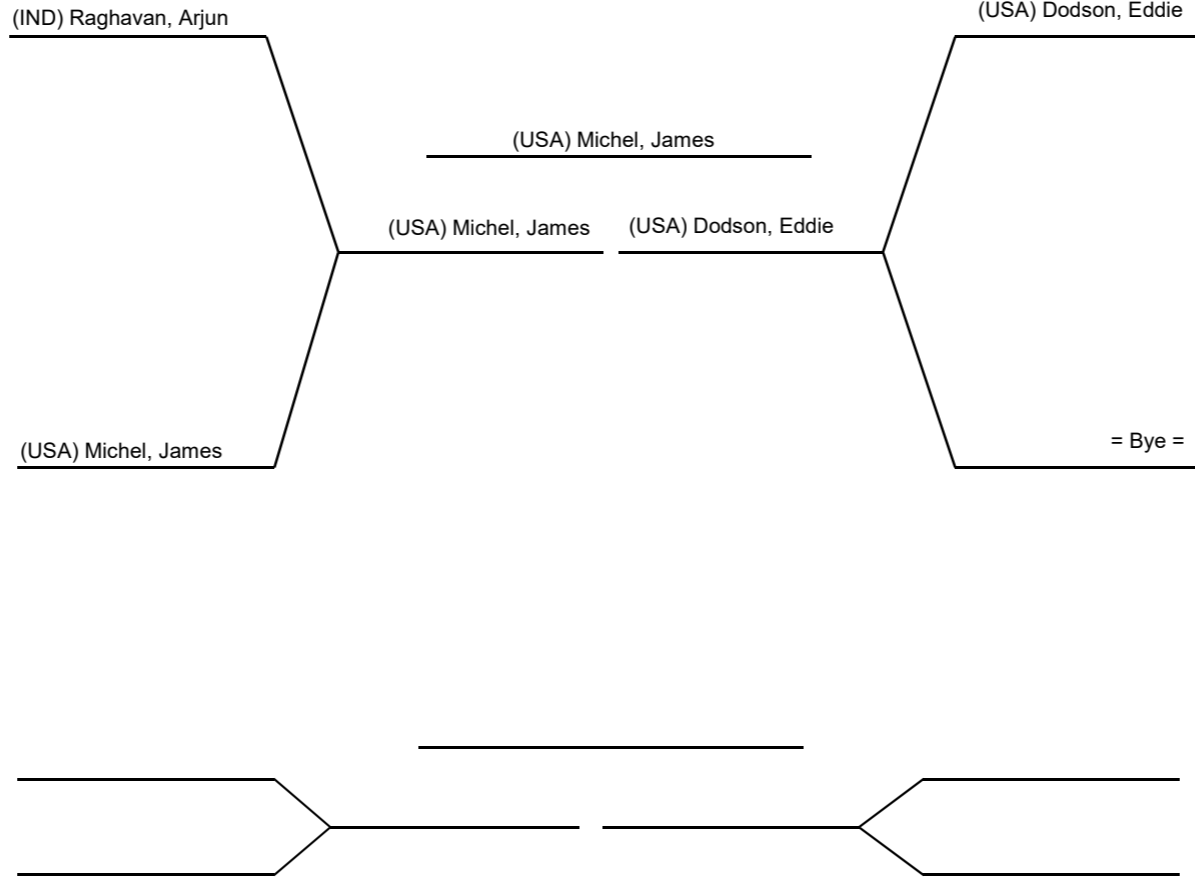 (IND) Raghavan, Arjun
(USA) Dodson, Eddie
(USA) Michel, James
(USA) Michel, James
(USA) Dodson, Eddie
(USA) Michel, James
= Bye =